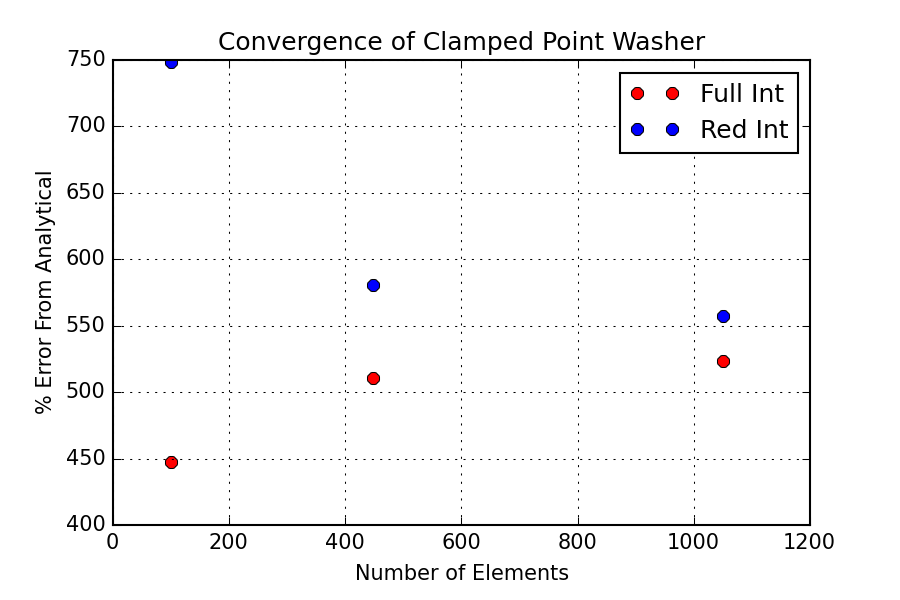 Convergence of Clamped Point Washer
750
700
650
600
550
500
450
400
% Error From Analytical
Full Int
Red Int
0 200 400 600 800 1000 1200
Number of Elements